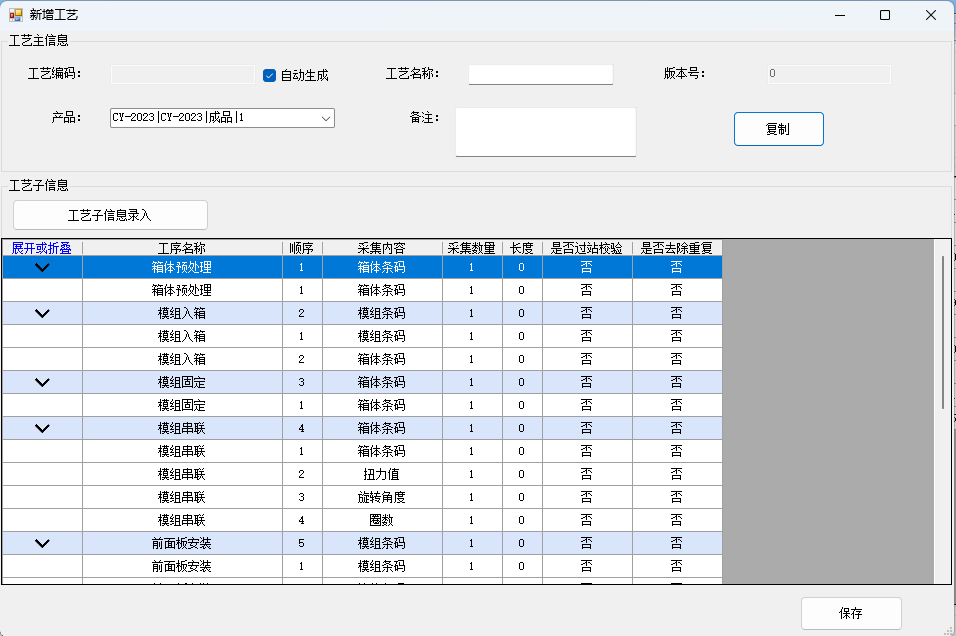 新增工艺
工艺主信息
工艺编码： 自动生成 工艺名称： 版本号： 0
产品： CY-2023|CY-2023|成品|1 备注： 复制
工艺子信息
工艺子信息录入
展开或折叠 工序名称 顺序 采集内容 采集数量 长度 是否过站校验 是否去除重复
箱体预处理 1 箱体条码 1 0 否 否
箱体预处理 1 箱体条码 1 0 否 否
模组入箱 2 模组条码 1 0 否 否
模组入箱 1 模组条码 1 0 否 否
模组入箱 2 箱体条码 1 0 否 否
模组固定 3 箱体条码 1 0 否 否
模组固定 1 箱体条码 1 0 否 否
模组串联 4 箱体条码 1 0 否 否
模组串联 1 箱体条码 1 0 否 否
模组串联 2 扭力值 1 0 否 否
模组串联 3 旋转角度 1 0 否 否
模组串联 4 圈数 1 0 否 否
前面板安装 5 模组条码 1 0 否 否
前面板安装 1 模组条码 1 0 否 否
保存